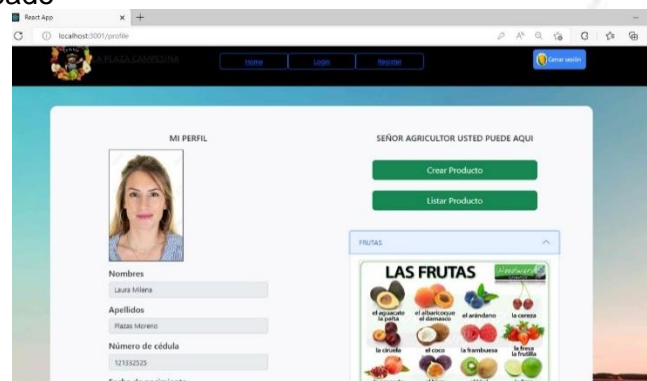 React App
localhost:3001/profile
LA PLAZA CAMPESINA
Home
Login
Register
Cerrar sesión
MI PERFIL
SEÑOR AGRICULTOR USTED PUEDE AQUI
Crear Producto
Listar Producto
FRUTAS
LAS FRUTAS
el aguacate
la palta
el albaricoque
el damasco
el arándano
la cereza
la ciruela
el coco
la frambuesa
la fresa
la frutilla
Nombres
Laura Milena
Apellidos
Plazas Moreno
Número de cédula
121332525